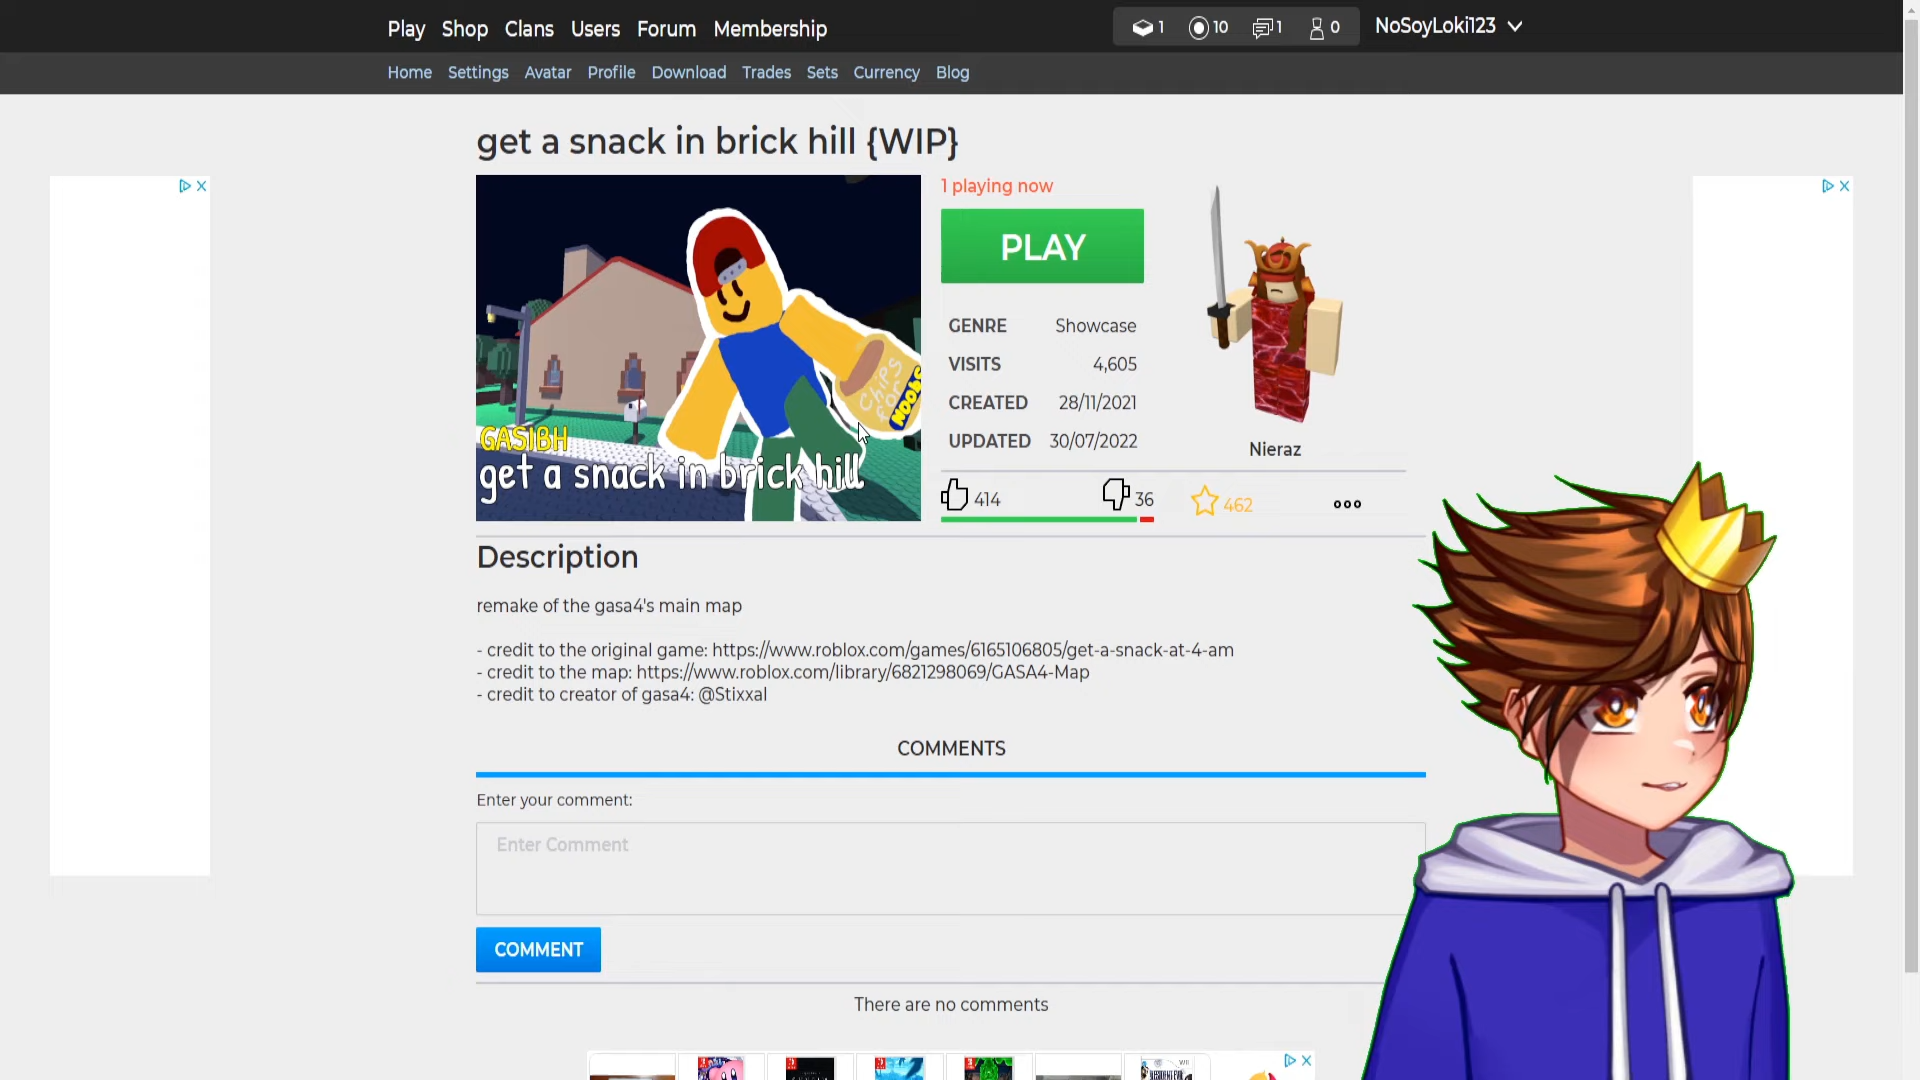 Play Shop Clans Users Forum Membership
1 10 1 0 NoSoyLoki123
Home Settings Avatar Profile Download Trades Sets Currency Blog
get a snack in brick hill {WIP}
1 playing now
PLAY
GENRE Showcase
VISITS 4,605
CREATED 28/11/2021
UPDATED 30/07/2022
Nieraz
414 36 462
CHIPS
for
NOOBS
GASIBH
get a snack in brick hill
Description
remake of the gasa4's main map
- credit to the original game: https://www.roblox.com/games/6165106805/get-a-snack-at-4-am
- credit to the map: https://www.roblox.com/library/6821298069/GASA4-Map
- credit to creator of gasa4: @Stixxal
COMMENTS
Enter your comment:
Enter Comment
COMMENT
There are no comments